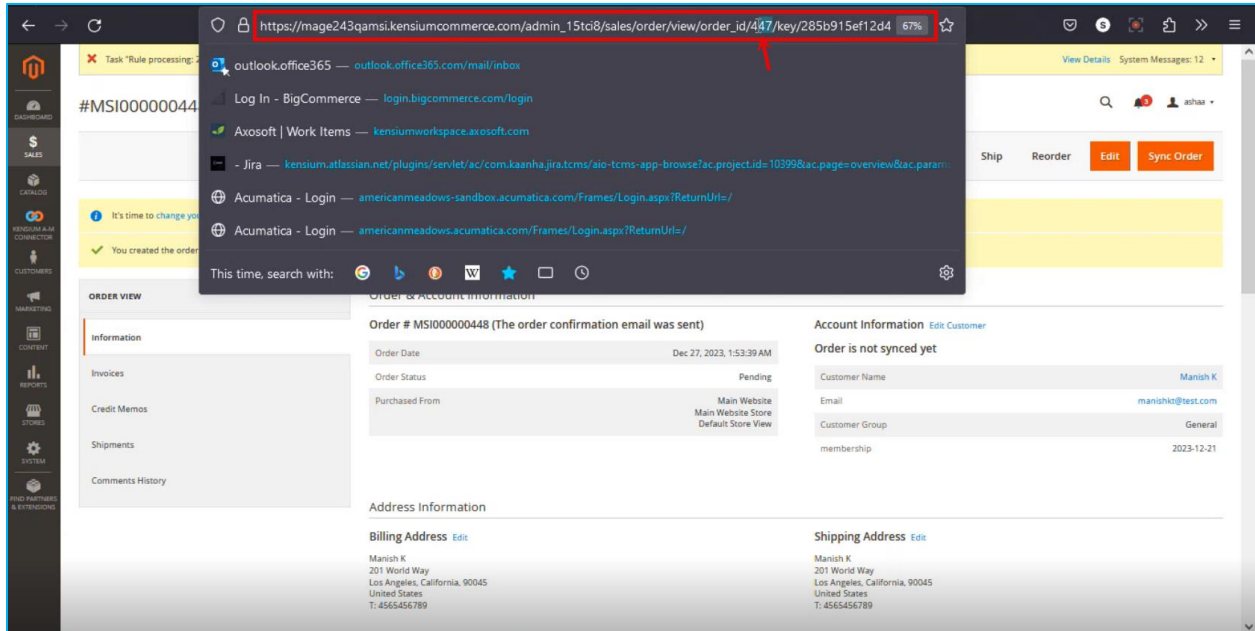 https://mage243qamsi.kensiumcommerce.com/admin_15tci8/sales/order/view/order_id/447/key/285b915ef12d4 67%
S
Task "Rule processing: 2
View Details System Messages: 12
outlook.office365 — outlook.office365.com/mail/inbox
Log In - BigCommerce — login.bigcommerce.com/login
Axosoft | Work Items — kensiumworkspace.axosoft.com
- Jira — kensium.atlassian.net/plugins/servlet/ac/com.kaanha.jira.tcms/aio-tcms-app-browse?ac.project.id=10399&ac.page=overview&ac.param
Acumatica - Login — americanmeadows-sandbox.acumatica.com/Frames/Login.aspx?ReturnUrl=/
Acumatica - Login — americanmeadows.acumatica.com/Frames/Login.aspx?ReturnUrl=/
This time, search with:
G
W
#MSI000000448
3
ashaa
Ship
Reorder
Edit
Sync Order
It's time to change you
You created the order
DASHBOARD
SALES
CATALOG
KENSIUM A-M
CONNECTOR
CUSTOMERS
MARKETING
CONTENT
REPORTS
STORES
SYSTEM
FIND PARTNERS
& EXTENSIONS
ORDER VIEW
Information
Invoices
Credit Memos
Shipments
Comments History
Order & Account Information
Order # MSI000000448 (The order confirmation email was sent)
Order Date Dec 27, 2023, 1:53:39 AM
Order Status Pending
Purchased From Main Website
Main Website Store
Default Store View
Account Information Edit Customer
Order is not synced yet
Customer Name Manish K
Email manishkt@test.com
Customer Group General
membership 2023-12-21
Address Information
Billing Address Edit
Manish K
201 World Way
Los Angeles, California, 90045
United States
T: 4565456789
Shipping Address Edit
Manish K
201 World Way
Los Angeles, California, 90045
United States
T: 4565456789